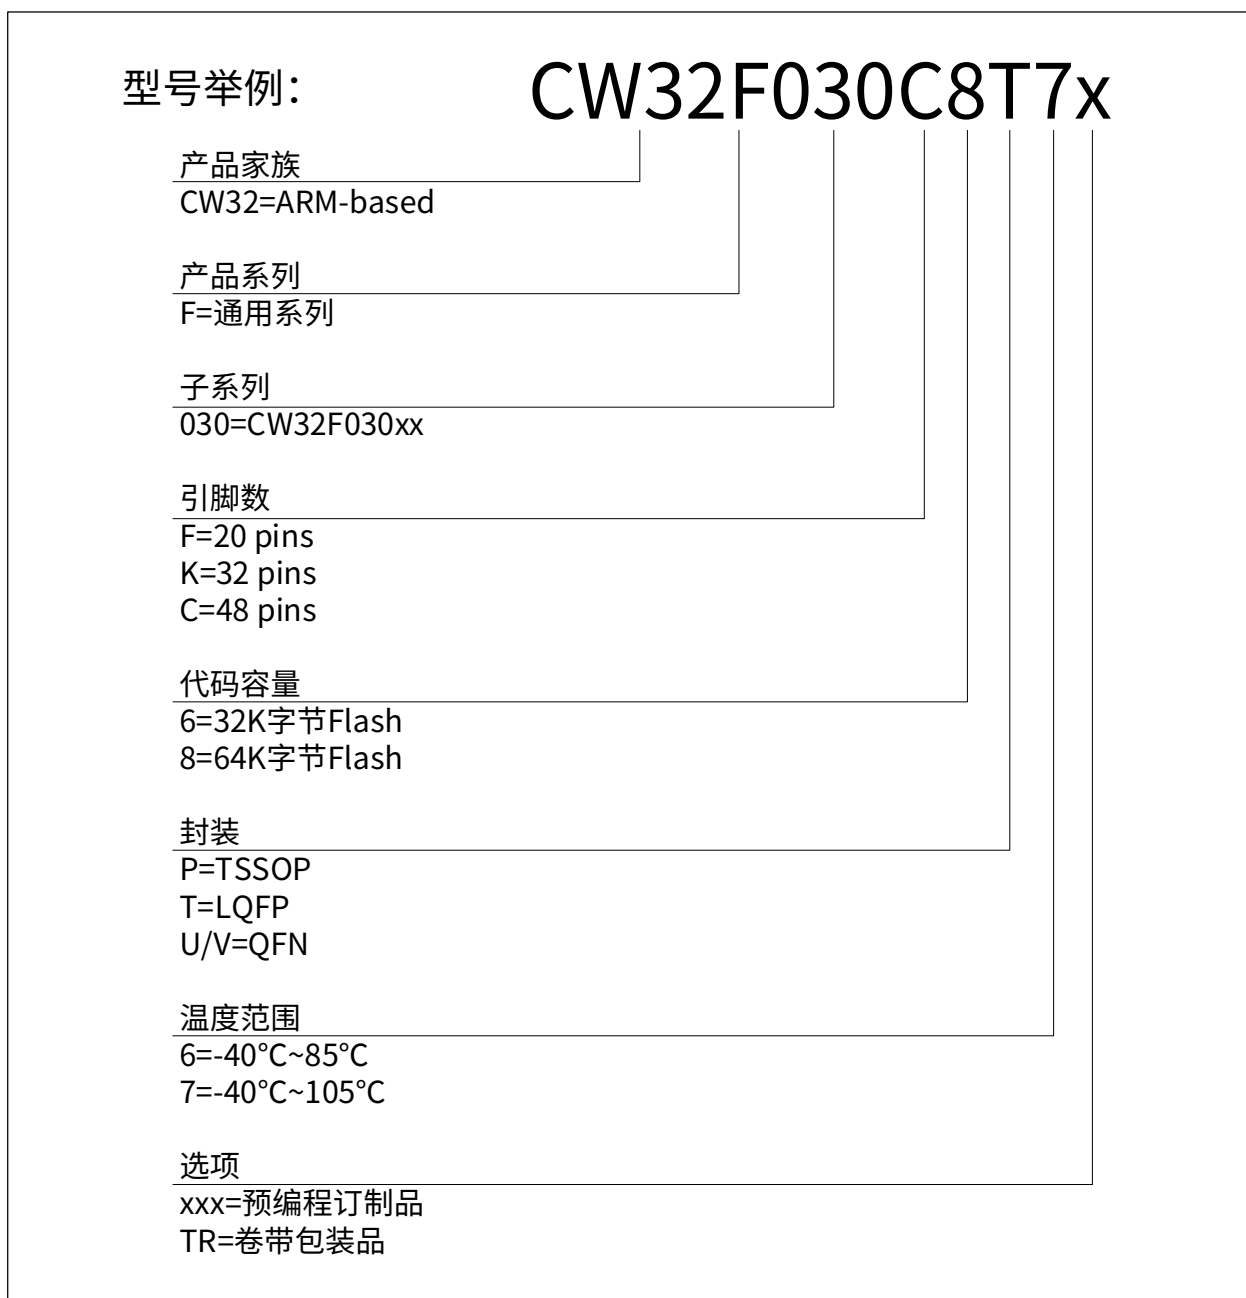 型号举例：
CW32F030C8T7x
产品家族
CW32=ARM-based
产品系列
F=通用系列
子系列
030=CW32F030xx
引脚数
F=20 pins
K=32 pins
C=48 pins
代码容量
6=32K字节Flash
8=64K字节Flash
封装
P=TSSOP
T=LQFP
U/V=QFN
温度范围
6=-40℃~85℃
7=-40℃~105℃
选项
xxx=预编程订制品
TR=卷带包装品